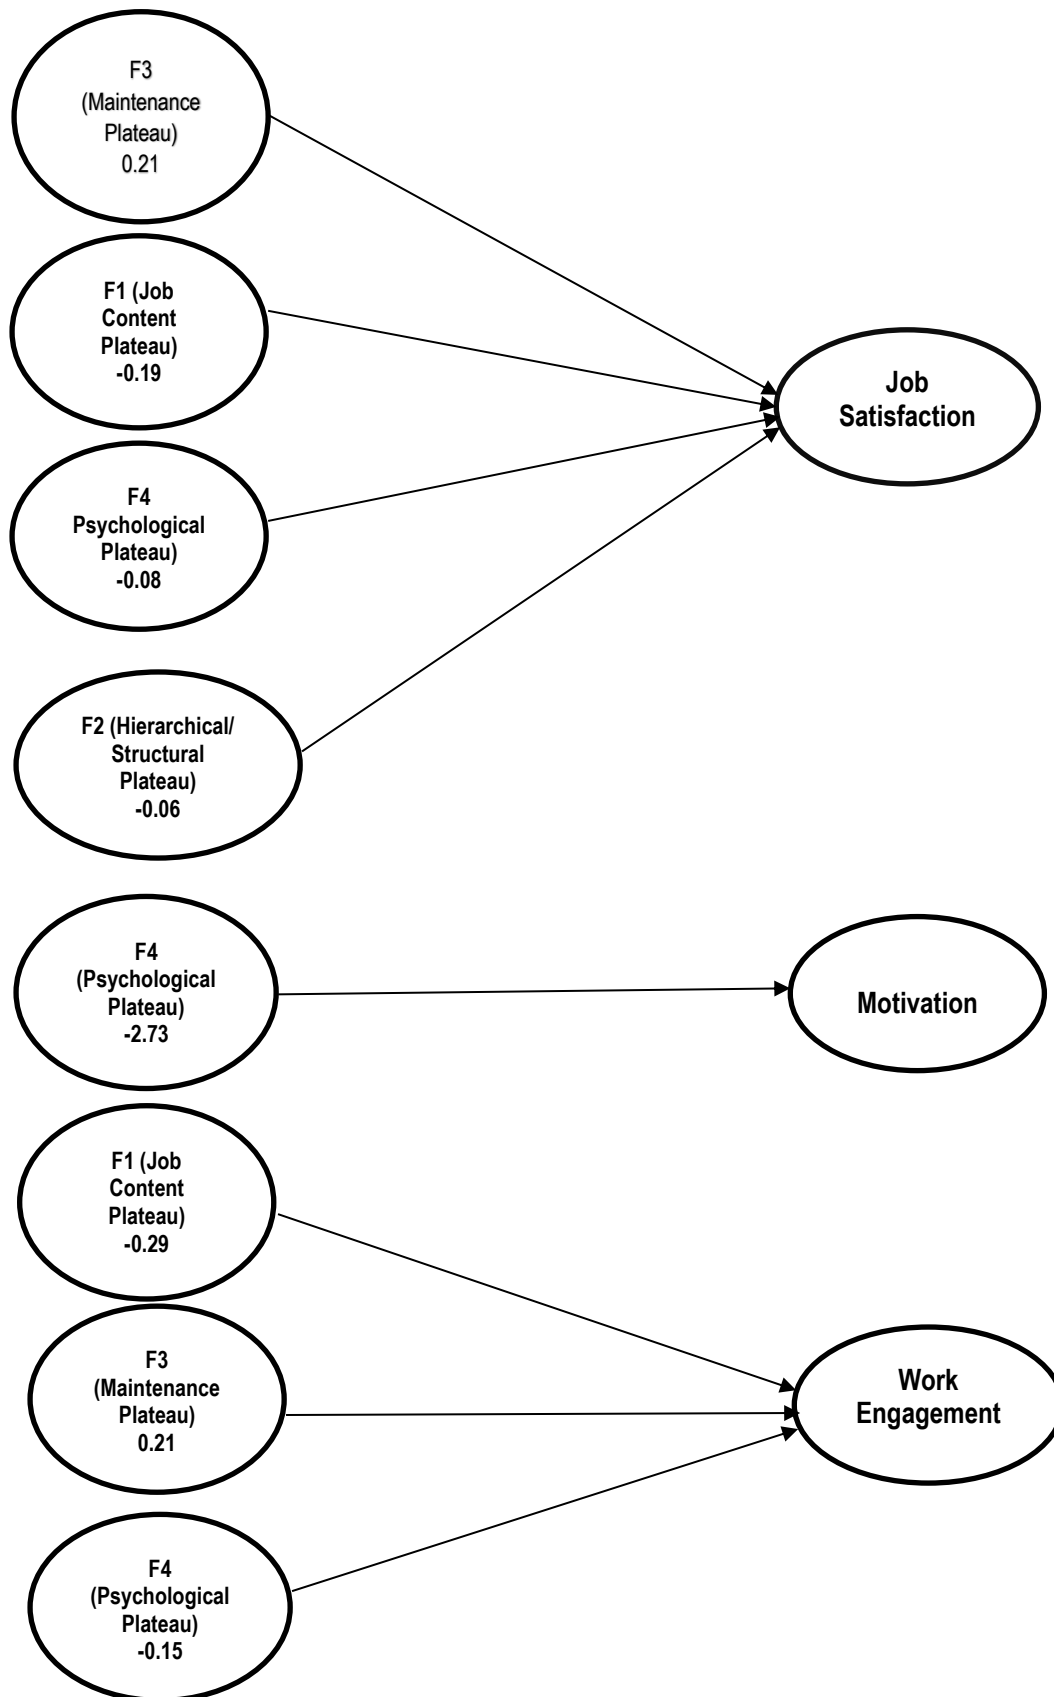 F3
(Maintenance
Plateau)
0.21
F1 (Job
Content
Plateau)
-0.19
Job
Satisfaction
F4
Psychological
Plateau)
-0.08
F2 (Hierarchical/
Structural
Plateau)
-0.06
F4
(Psychological
Plateau)
-2.73
Motivation
F1 (Job
Content
Plateau)
-0.29
F3
(Maintenance
Plateau)
0.21
Work
Engagement
F4
(Psychological
Plateau)
-0.15